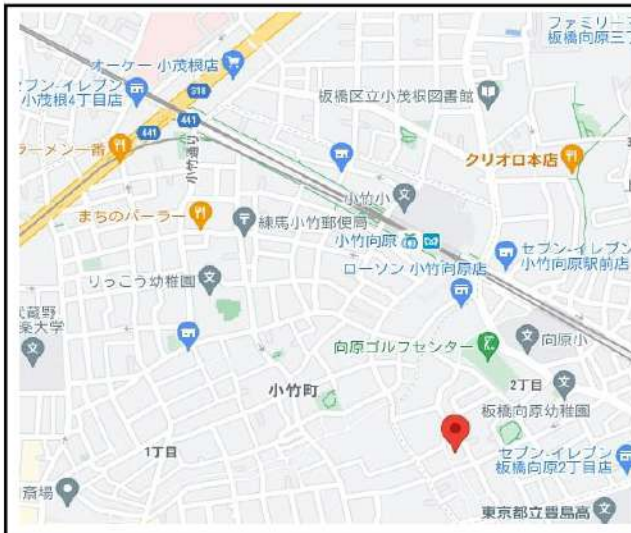 ファミリー
板橋向原三丁
オーケー 小茂根店
セブン-イレブン
小茂根4丁目店
318
板橋区立小茂根図書館
441
441
小竹通り
ラーメン一番
クリオロ本店
小竹小
まちのパーラー
練馬小竹郵便局
小竹向原
セブン-イレブン
小竹向原駅前店
ローソン 小竹向原店
りっこう幼稚園
武蔵野
楽大学
向原ゴルフセンター
向原小
2丁目
小竹町
板橋向原幼稚園
1丁目
セブン-イレブン
板橋向原2丁目店
斎場
東京都立豊島高